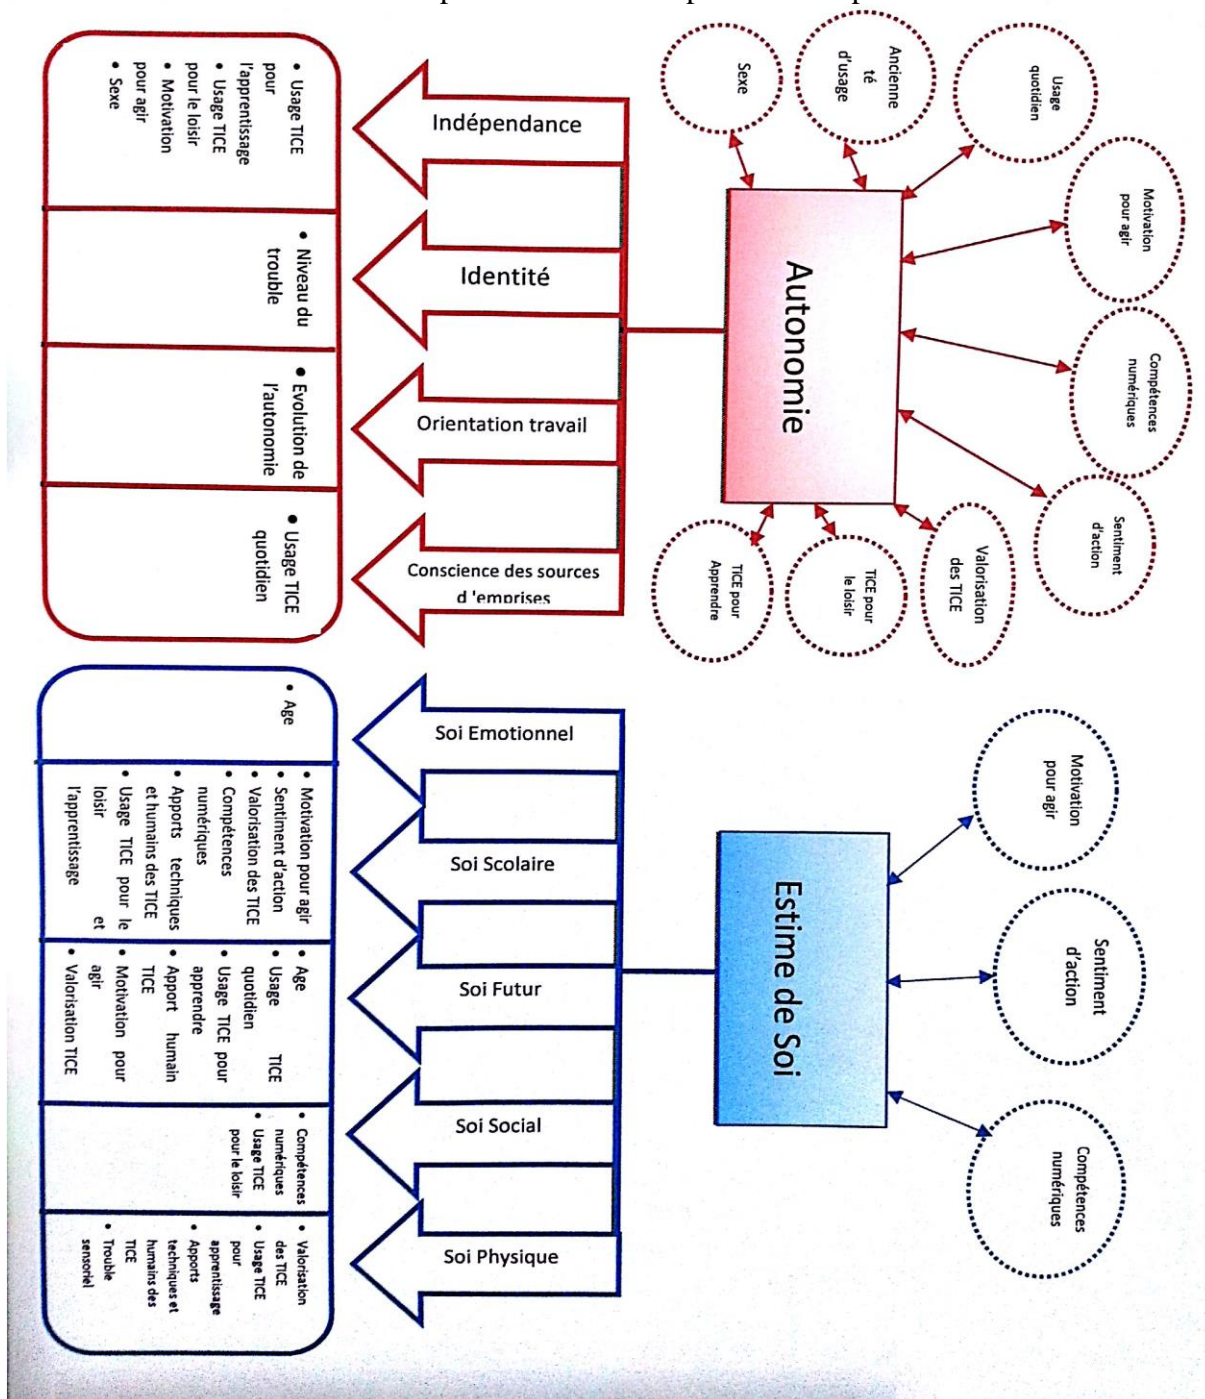 Sexe
Ancienne
té
d'usage
Usage
quotidien
Motivation
pour agir
Compétences
numériques
Sentiment
d'action
Valorisation
des TICE
TICE pour
le loisir
TICE pour
Apprendre
Autonomie
Indépendance
Identité
Orientation travail
Conscience des sources
d 'emprises
• Usage TICE
pour
l'apprentissage
• Usage TICE
pour le loisir
• Motivation
pour agir
• Sexe
• Niveau du
trouble
• Evolution de
l'autonomie
• Usage TICE
quotidien
Motivation
pour agir
Sentiment
d'action
Compétences
numériques
Estime de Soi
Soi Emotionnel
Soi Scolaire
Soi Futur
Soi Social
Soi Physique
• Age
• Motivation pour agir
• Sentiment d'action
• Valorisation des TICE
• Compétences
numériques
• Apports techniques
et humains des TICE
• Usage TICE pour le
loisir et
l'apprentissage
• Age
• Usage TICE
quotidien
• Usage TICE pour
apprendre
• Apport humain
TICE
• Motivation pour
agir
• Valorisation TICE
• Compétences
numériques
• Usage TICE
pour le loisir
• Valorisation
des TICE
• Usage TICE
pour
apprentissage
• Apports
techniques et
humains des
TICE
• Trouble
sensoriel